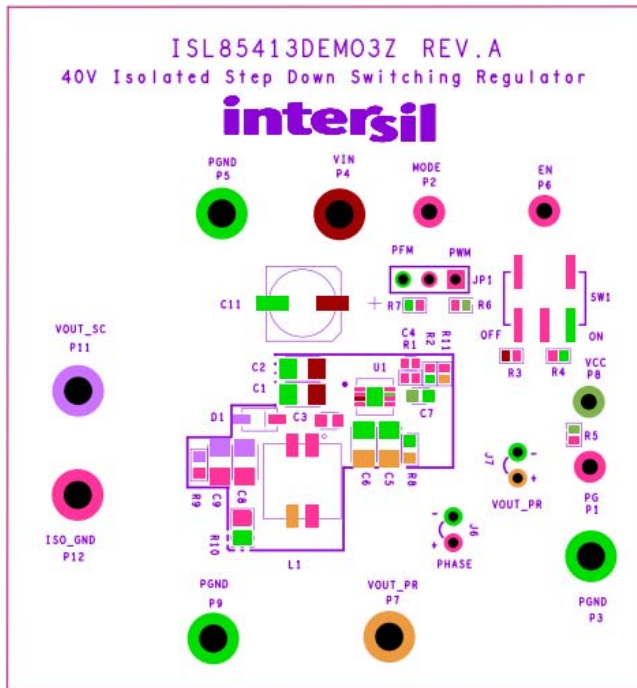 ISL85413DEMO3Z REV.A
40V Isolated Step Down Switching Regulator
intersil
PGND
P5
VIN
P4
MODE
P2
EN
P6
PFM
PWM
JP1
C11
+
R7
R6
SW1
OFF
ON
VOUT_SC
P11
C4
R1
R2
R11
R3
R4
VCC
P8
C2
C1
U1
C7
D1
C3
R5
R9
C9
C8
C6
C5
R8
J7
-
+
VOUT_PR
PG
P1
ISO_GND
P12
R10
L1
-
J6
+
PHASE
PGND
P9
VOUT_PR
P7
PGND
P3